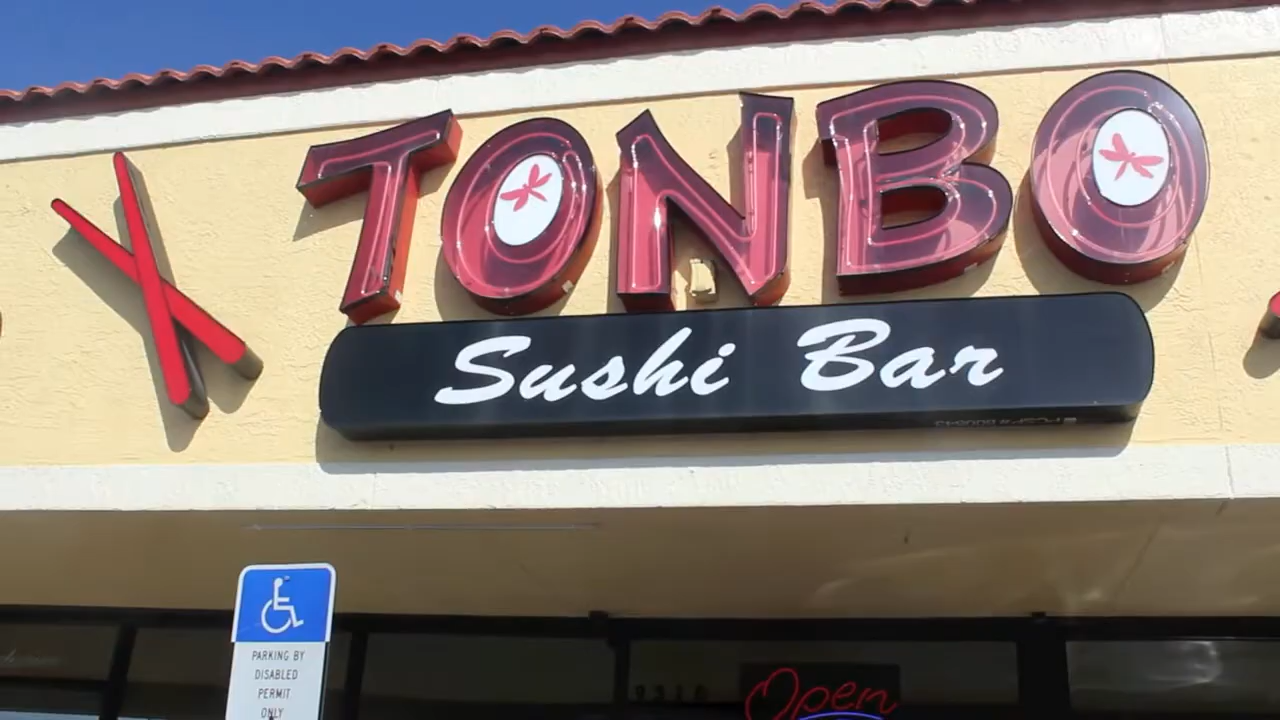 TONBO
Sushi Bar
PARKING BY
DISABLED
PERMIT
ONLY
Open